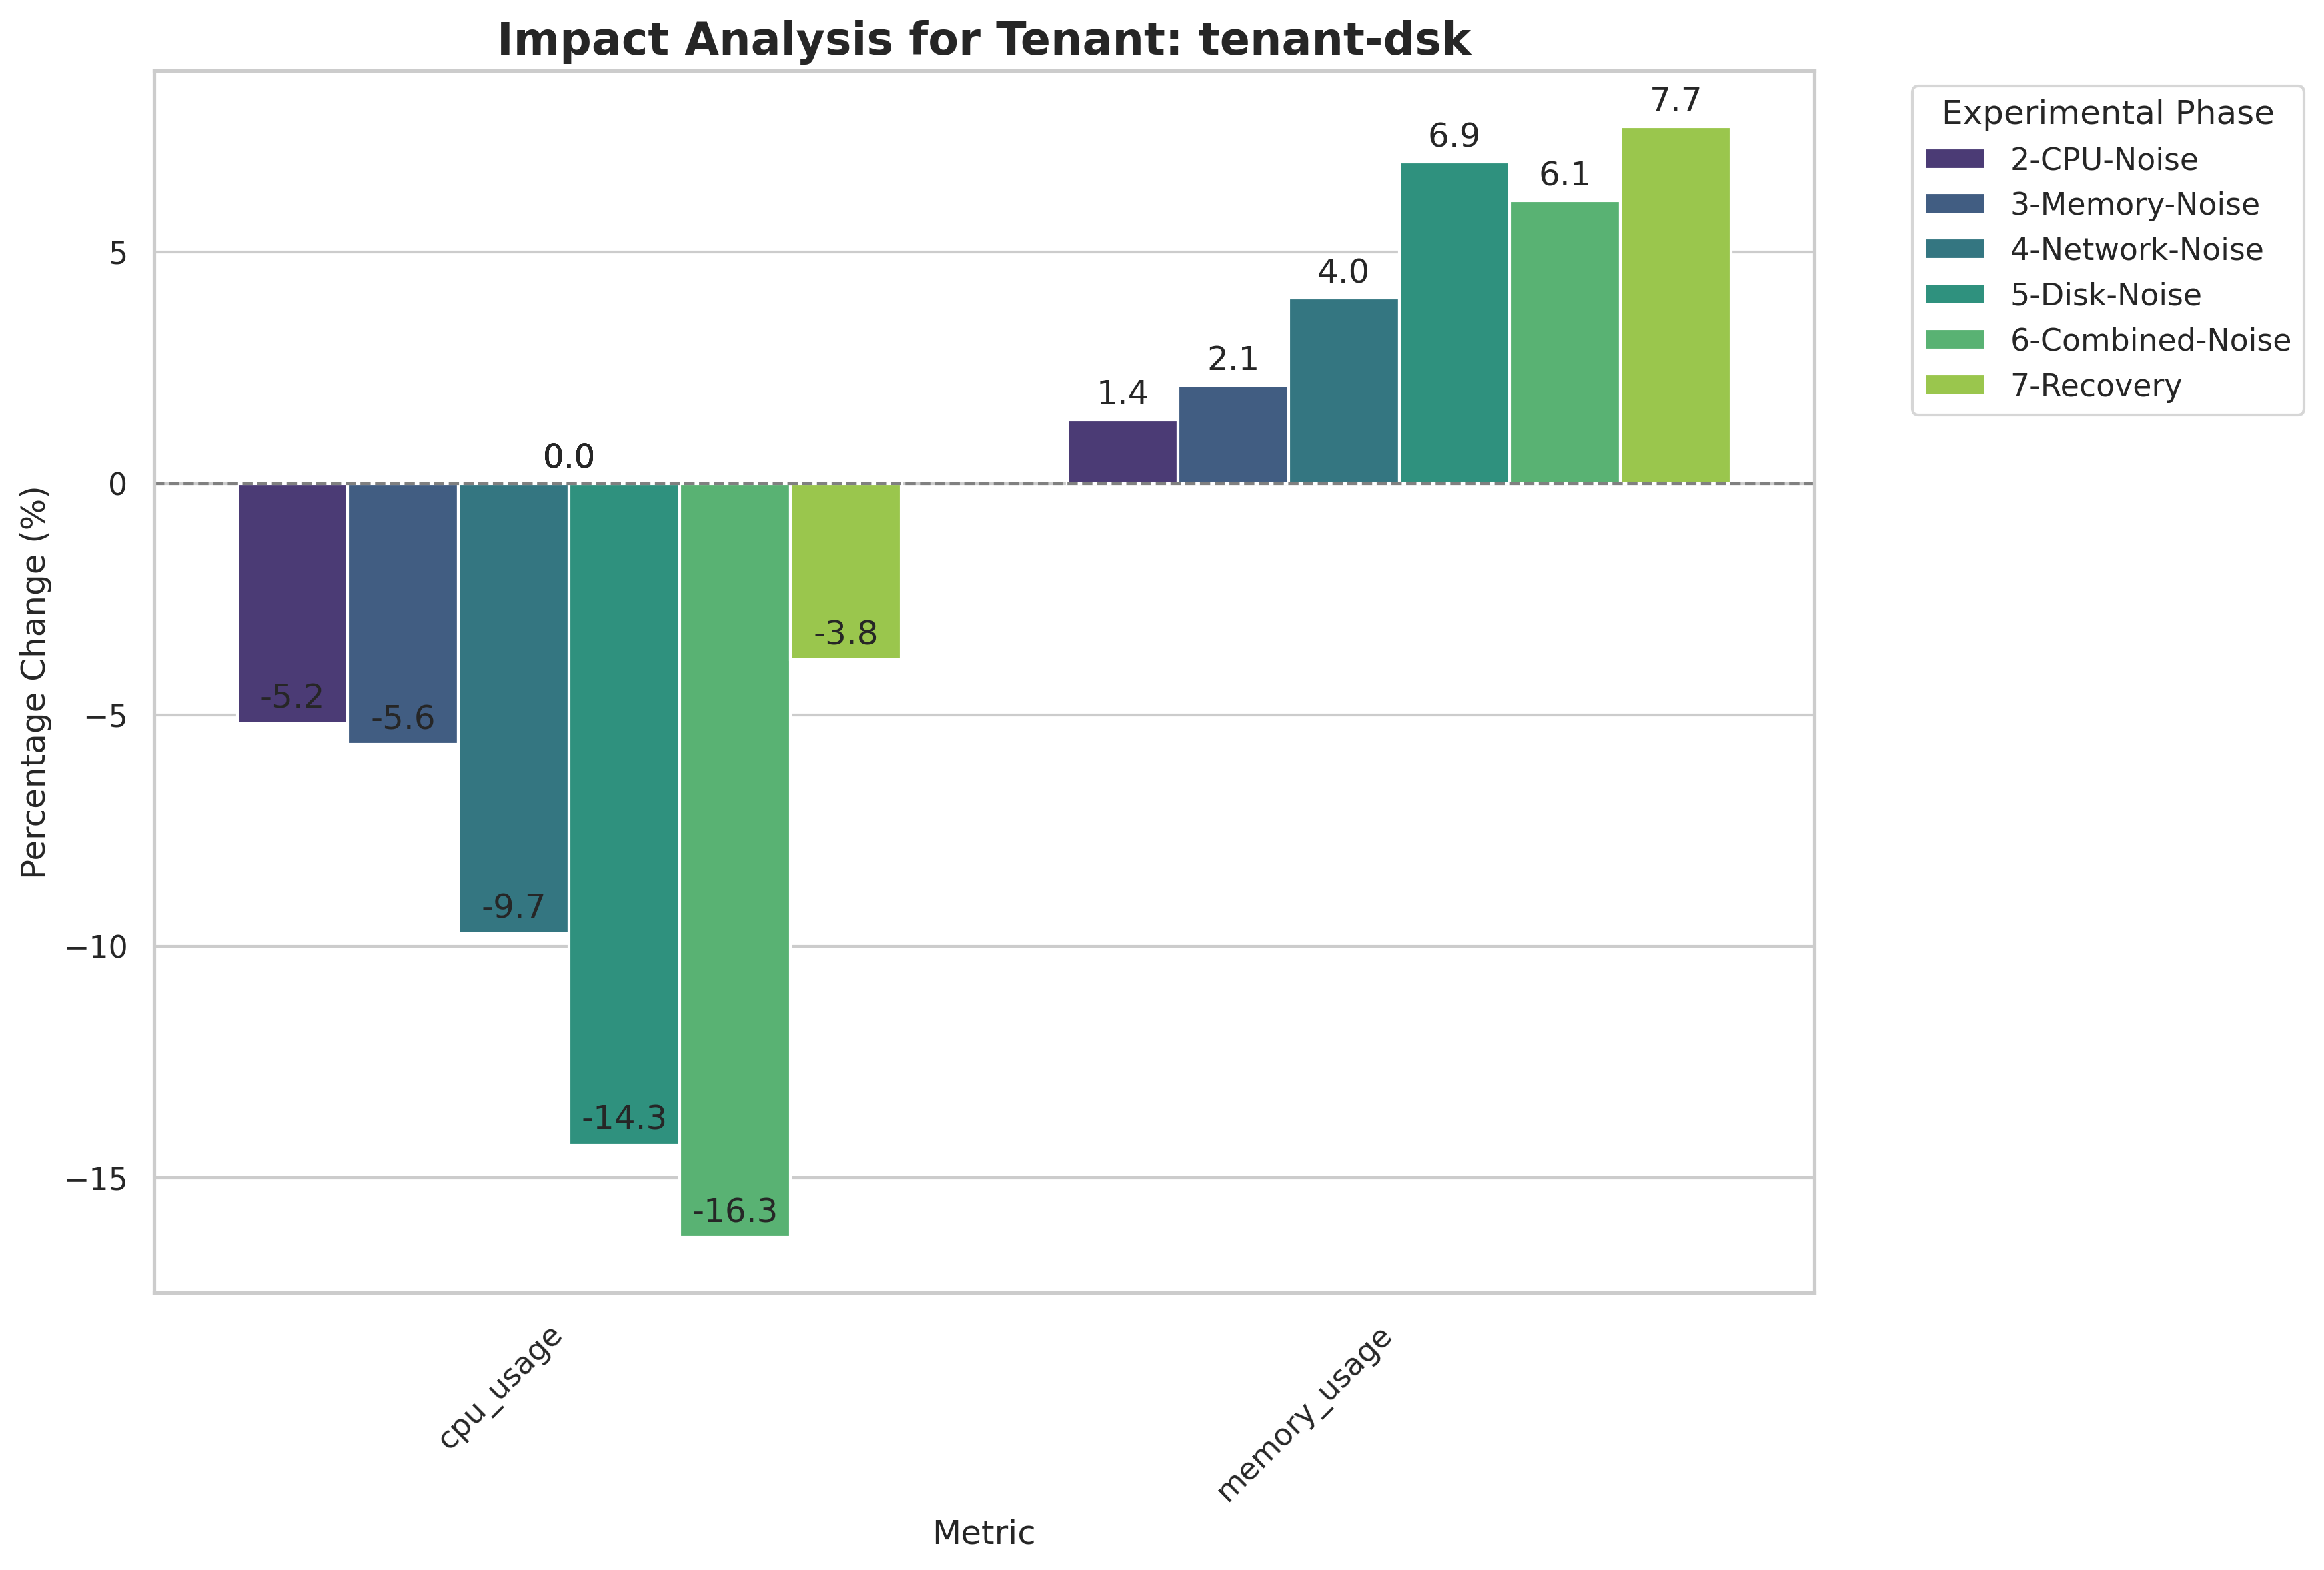 Impact Analysis for Tenant: tenant-dsk
Percentage Change (%)
5
0
−5
−10
−15
0.0
-5.2
-5.6
-9.7
-14.3
-16.3
-3.8
1.4
2.1
4.0
6.9
6.1
7.7
cpu_usage
memory_usage
Metric
Experimental Phase
2-CPU-Noise
3-Memory-Noise
4-Network-Noise
5-Disk-Noise
6-Combined-Noise
7-Recovery